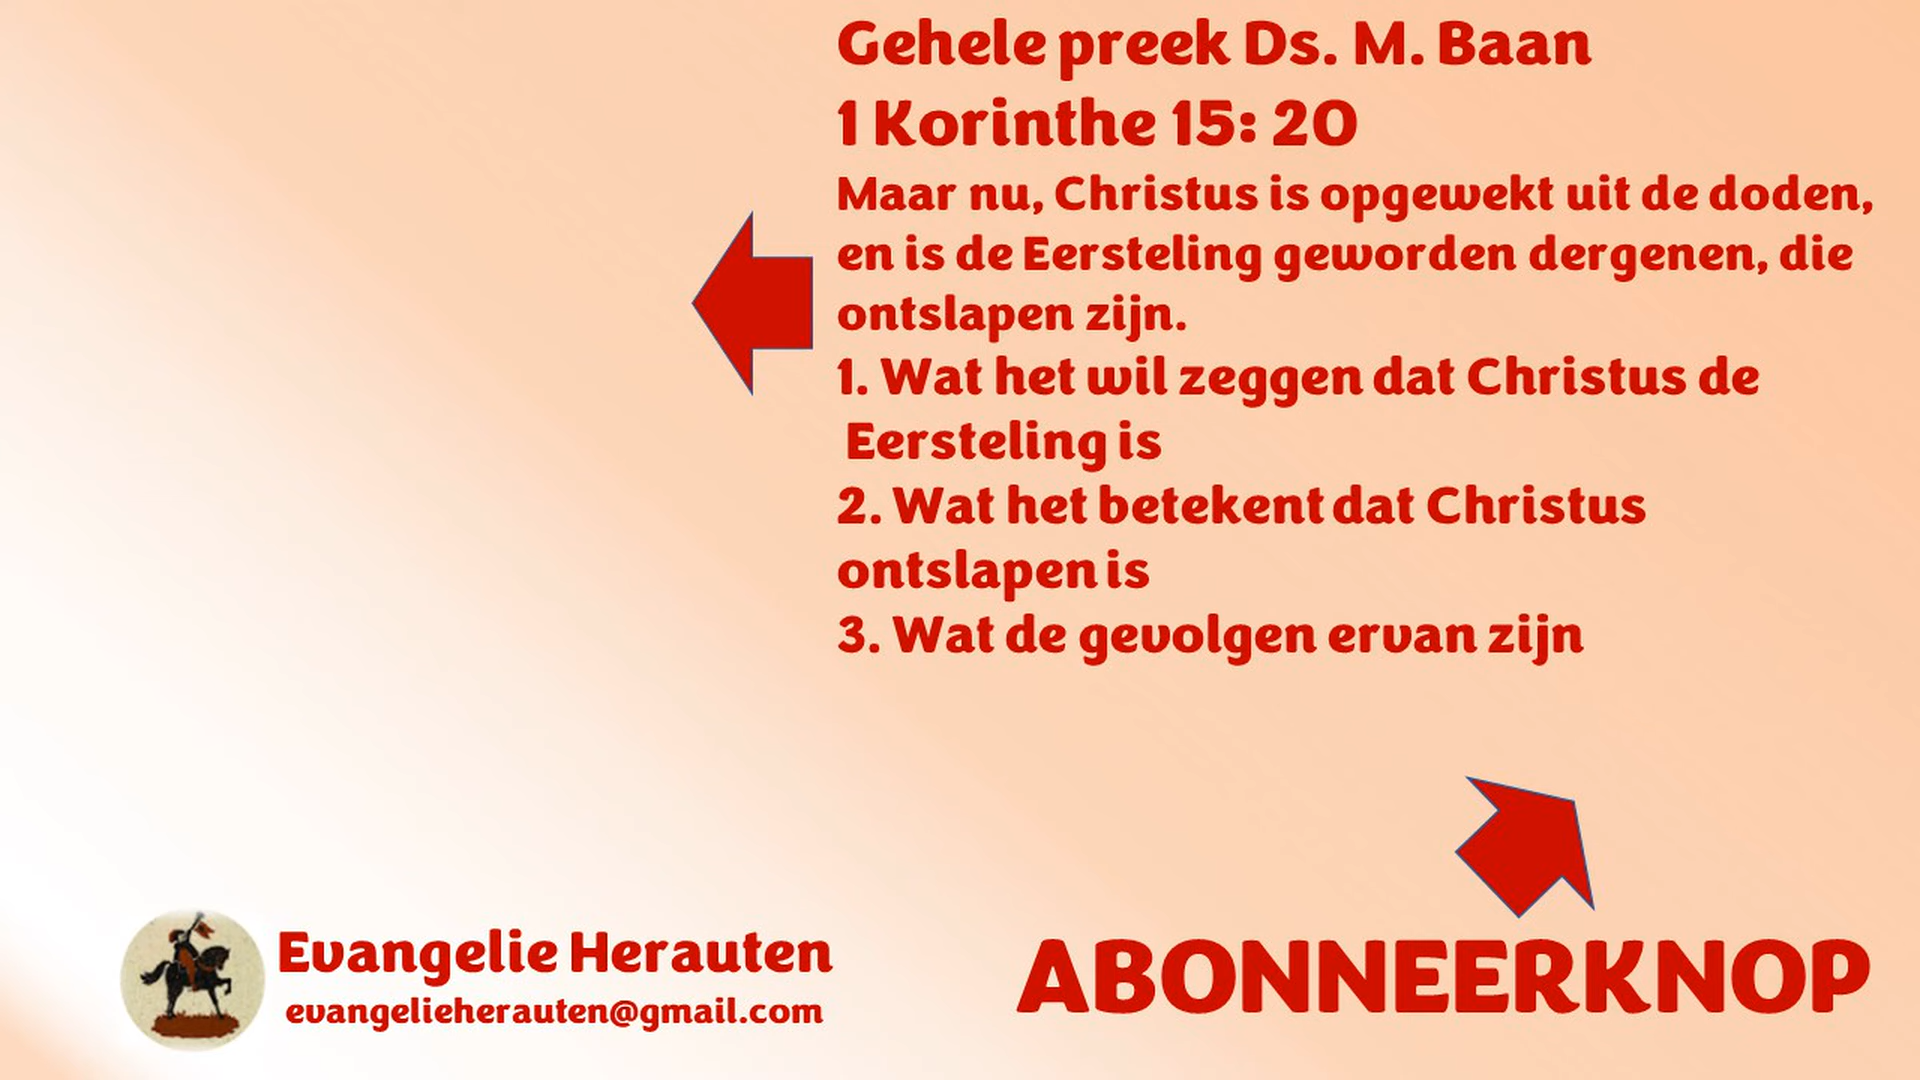 Gehele preek Ds. M. Baan
1 Korinthe 15: 20
Maar nu, Christus is opgewekt uit de doden,
en is de Eersteling geworden dergenen, die
ontslapen zijn.
1. Wat het wil zeggen dat Christus de
Eersteling is
2. Wat het betekent dat Christus
ontslapen is
3. Wat de gevolgen ervan zijn
Evangelie Herauten
evangelieherauten@gmail.com
ABONNEERKNOP